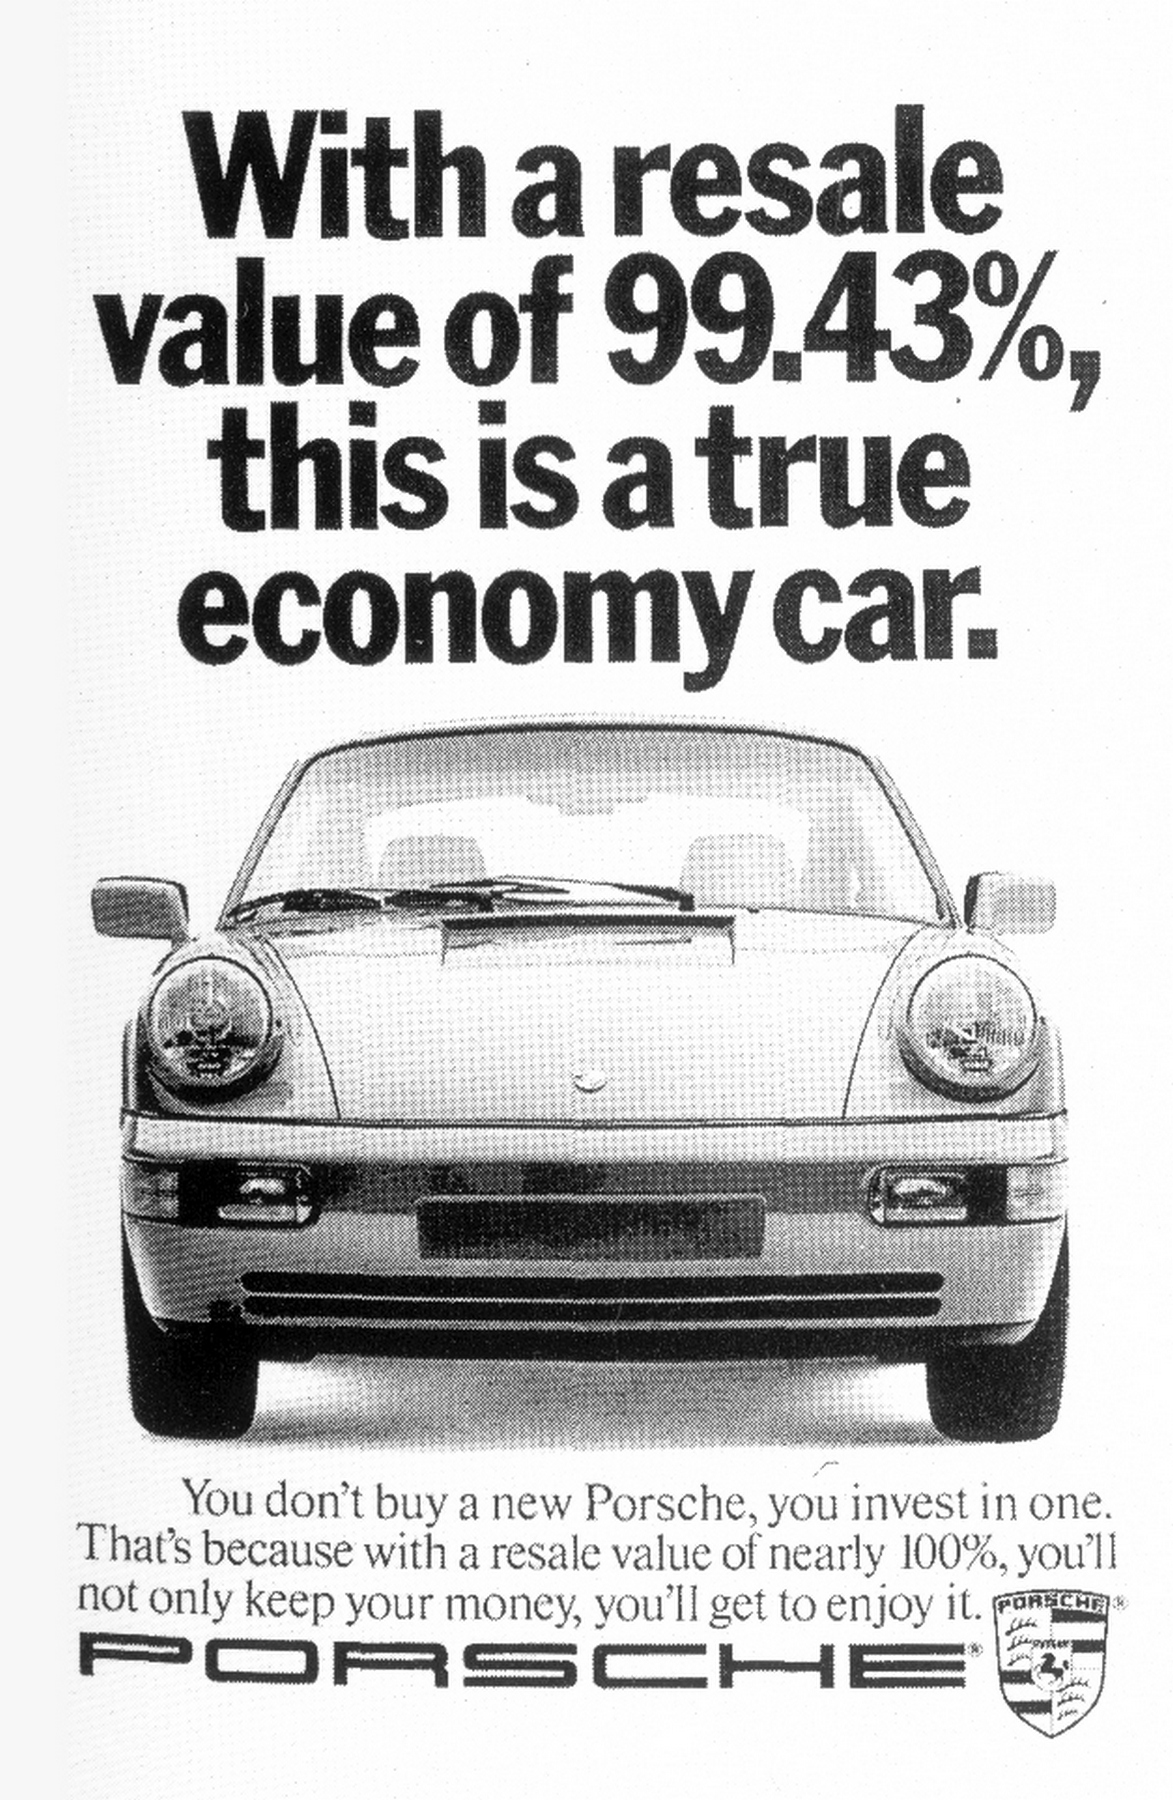 With a resale
value of 99.43%,
this is a true
economy car.
You don't buy a new Porsche, you invest in one.
That's because with a resale value of nearly 100%, you'll
not only keep your money, you'll get to enjoy it.
PORSCHE®
PORSCHE®